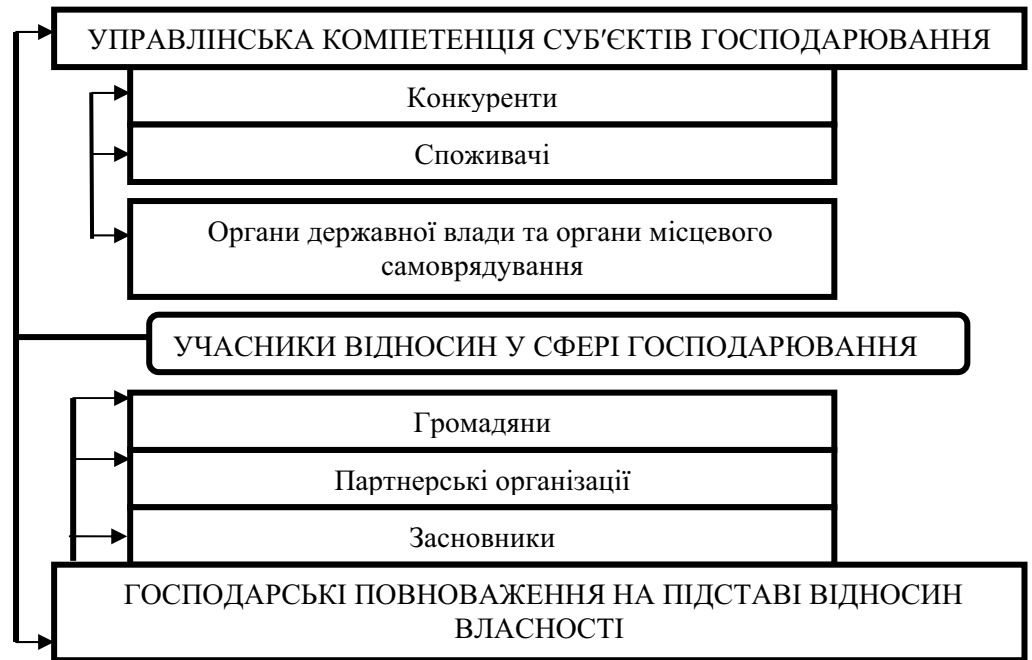 УПРАВЛІНСЬКА КОМПЕТЕНЦІЯ СУБ'ЄКТІВ ГОСПОДАРЮВАННЯ
Конкуренти
Споживачі
Органи державної влади та органи місцевого
самоврядування
УЧАСНИКИ ВІДНОСИН У СФЕРІ ГОСПОДАРЮВАННЯ
Громадяни
Партнерські організації
Засновники
ГОСПОДАРСЬКІ ПОВНОВАЖЕННЯ НА ПІДСТАВІ ВІДНОСИН
ВЛАСНОСТІ